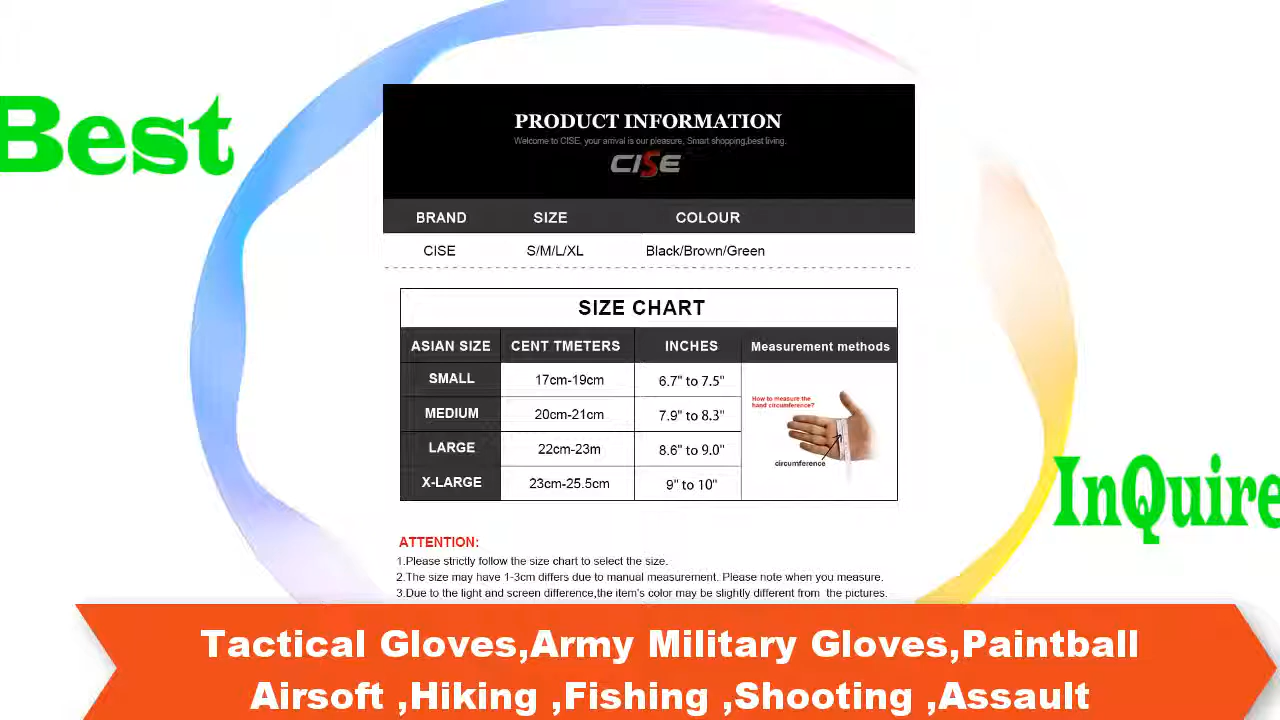 Best
PRODUCT INFORMATION
Welcome to CISE, your arrival is our pleasure, Smart shopping,best living.
CISE
BRAND SIZE COLOUR
CISE S/M/L/XL Black/Brown/Green
SIZE CHART
ASIAN SIZE CENT TMETERS INCHES Measurement methods
SMALL 17cm-19cm 6.7" to 7.5"
MEDIUM 20cm-21cm 7.9" to 8.3"
LARGE 22cm-23m 8.6" to 9.0"
X-LARGE 23cm-25.5cm 9" to 10"
How to measure the
hand circumference?
circumference
InQuire
ATTENTION:
1.Please strictly follow the size chart to select the size.
2.The size may have 1-3cm differs due to manual measurement. Please note when you measure.
3.Due to the light and screen difference,the item's color may be slightly different from the pictures.
Tactical Gloves,Army Military Gloves,Paintball
Airsoft ,Hiking ,Fishing ,Shooting ,Assault